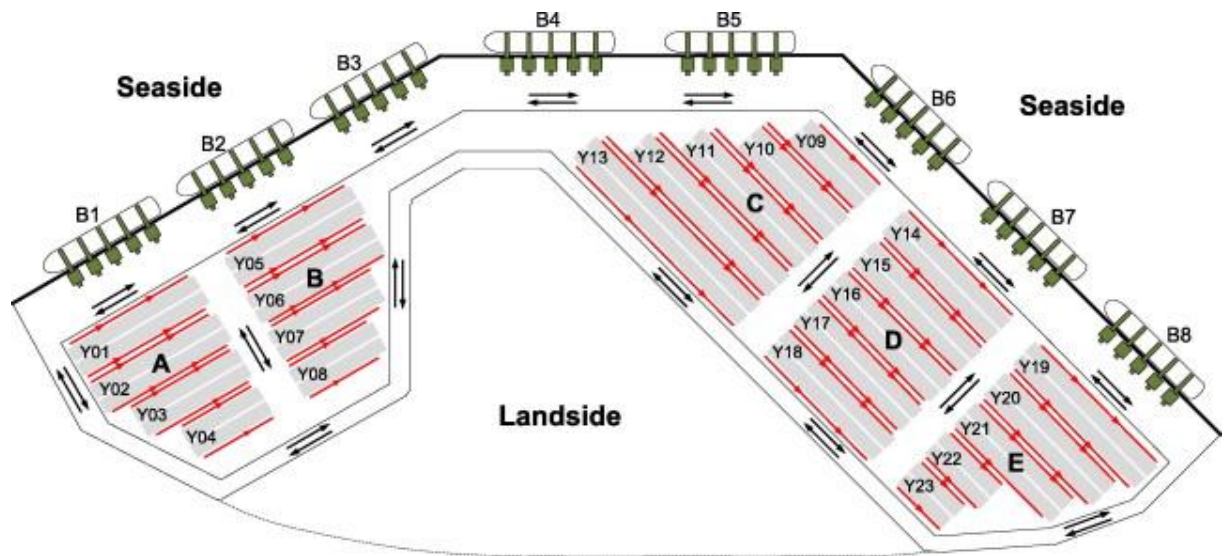 B4
B5
B3
Seaside
Seaside
B6
B2
B1
Y13
Y12
Y11
Y10
Y09
C
B7
Y05
B
Y06
Y07
Y08
Y14
Y15
Y16
Y17
Y18
D
B8
Y01
A
Y02
Y03
Y04
Landside
Y19
Y20
Y21
Y22
Y23
E